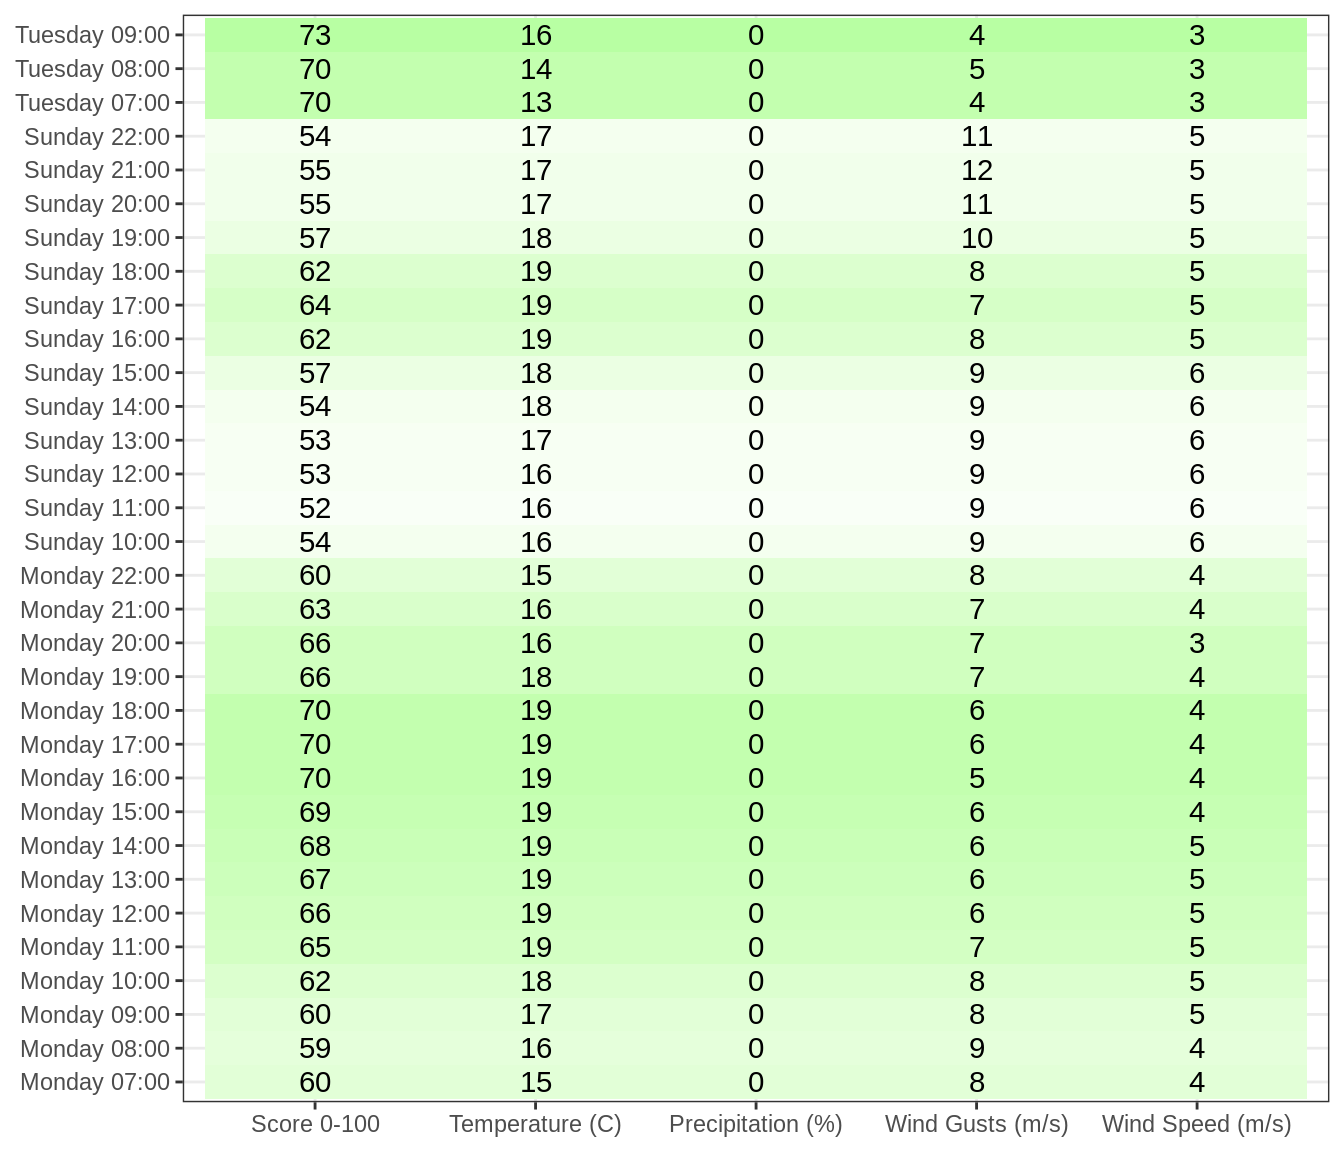 Tuesday 09:00 73 16 0 4 3
Tuesday 08:00 70 14 0 5 3
Tuesday 07:00 70 13 0 4 3
Sunday 22:00 54 17 0 11 5
Sunday 21:00 55 17 0 12 5
Sunday 20:00 55 17 0 11 5
Sunday 19:00 57 18 0 10 5
Sunday 18:00 62 19 0 8 5
Sunday 17:00 64 19 0 7 5
Sunday 16:00 62 19 0 8 5
Sunday 15:00 57 18 0 9 6
Sunday 14:00 54 18 0 9 6
Sunday 13:00 53 17 0 9 6
Sunday 12:00 53 16 0 9 6
Sunday 11:00 52 16 0 9 6
Sunday 10:00 54 16 0 9 6
Monday 22:00 60 15 0 8 4
Monday 21:00 63 16 0 7 4
Monday 20:00 66 16 0 7 3
Monday 19:00 66 18 0 7 4
Monday 18:00 70 19 0 6 4
Monday 17:00 70 19 0 6 4
Monday 16:00 70 19 0 5 4
Monday 15:00 69 19 0 6 4
Monday 14:00 68 19 0 6 5
Monday 13:00 67 19 0 6 5
Monday 12:00 66 19 0 6 5
Monday 11:00 65 19 0 7 5
Monday 10:00 62 18 0 8 5
Monday 09:00 60 17 0 8 5
Monday 08:00 59 16 0 9 4
Monday 07:00 60 15 0 8 4
Score 0-100 Temperature (C) Precipitation (%) Wind Gusts (m/s) Wind Speed (m/s)